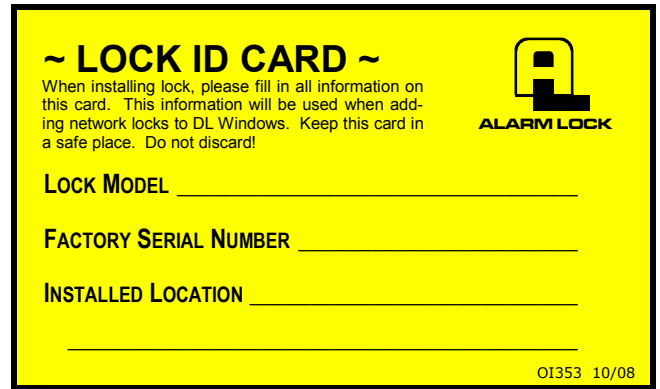 ~ LOCK ID CARD ~
When installing lock, please fill in all information on
this card. This information will be used when add-
ing network locks to DL Windows. Keep this card in
a safe place. Do not discard!
ALARM LOCK
LOCK MODEL
FACTORY SERIAL NUMBER
INSTALLED LOCATION
OI353 10/08